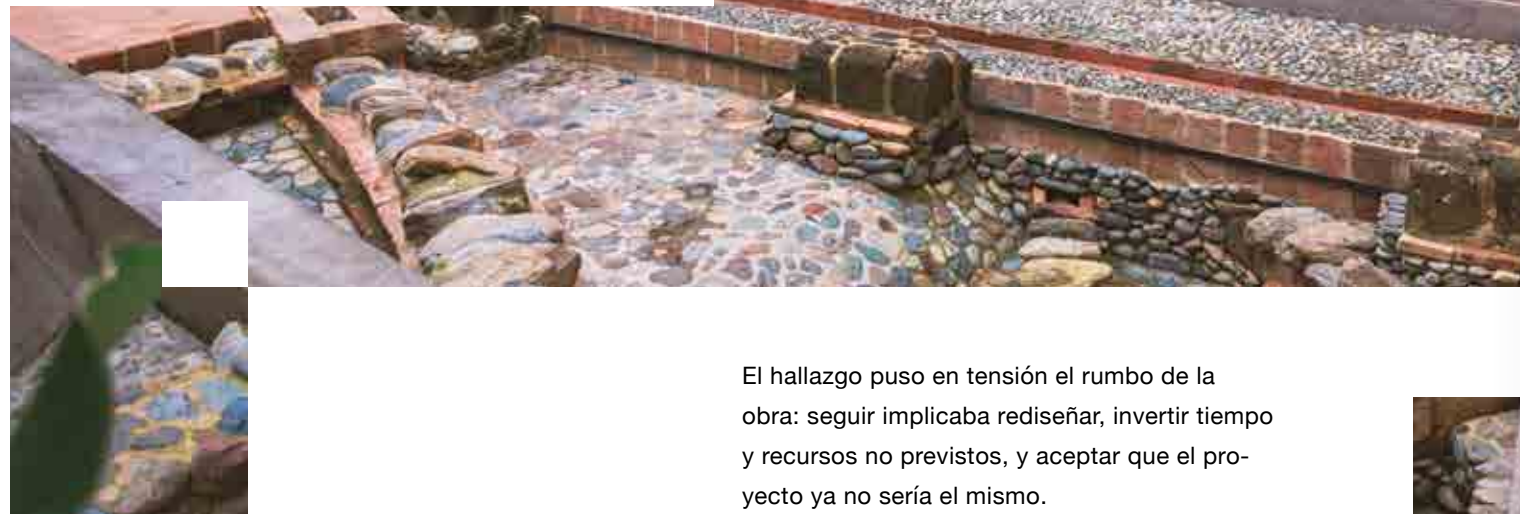 El hallazgo puso en tensión el rumbo de la
obra: seguir implicaba rediseñar, invertir tiempo
y recursos no previstos, y aceptar que el pro-
yecto ya no sería el mismo.